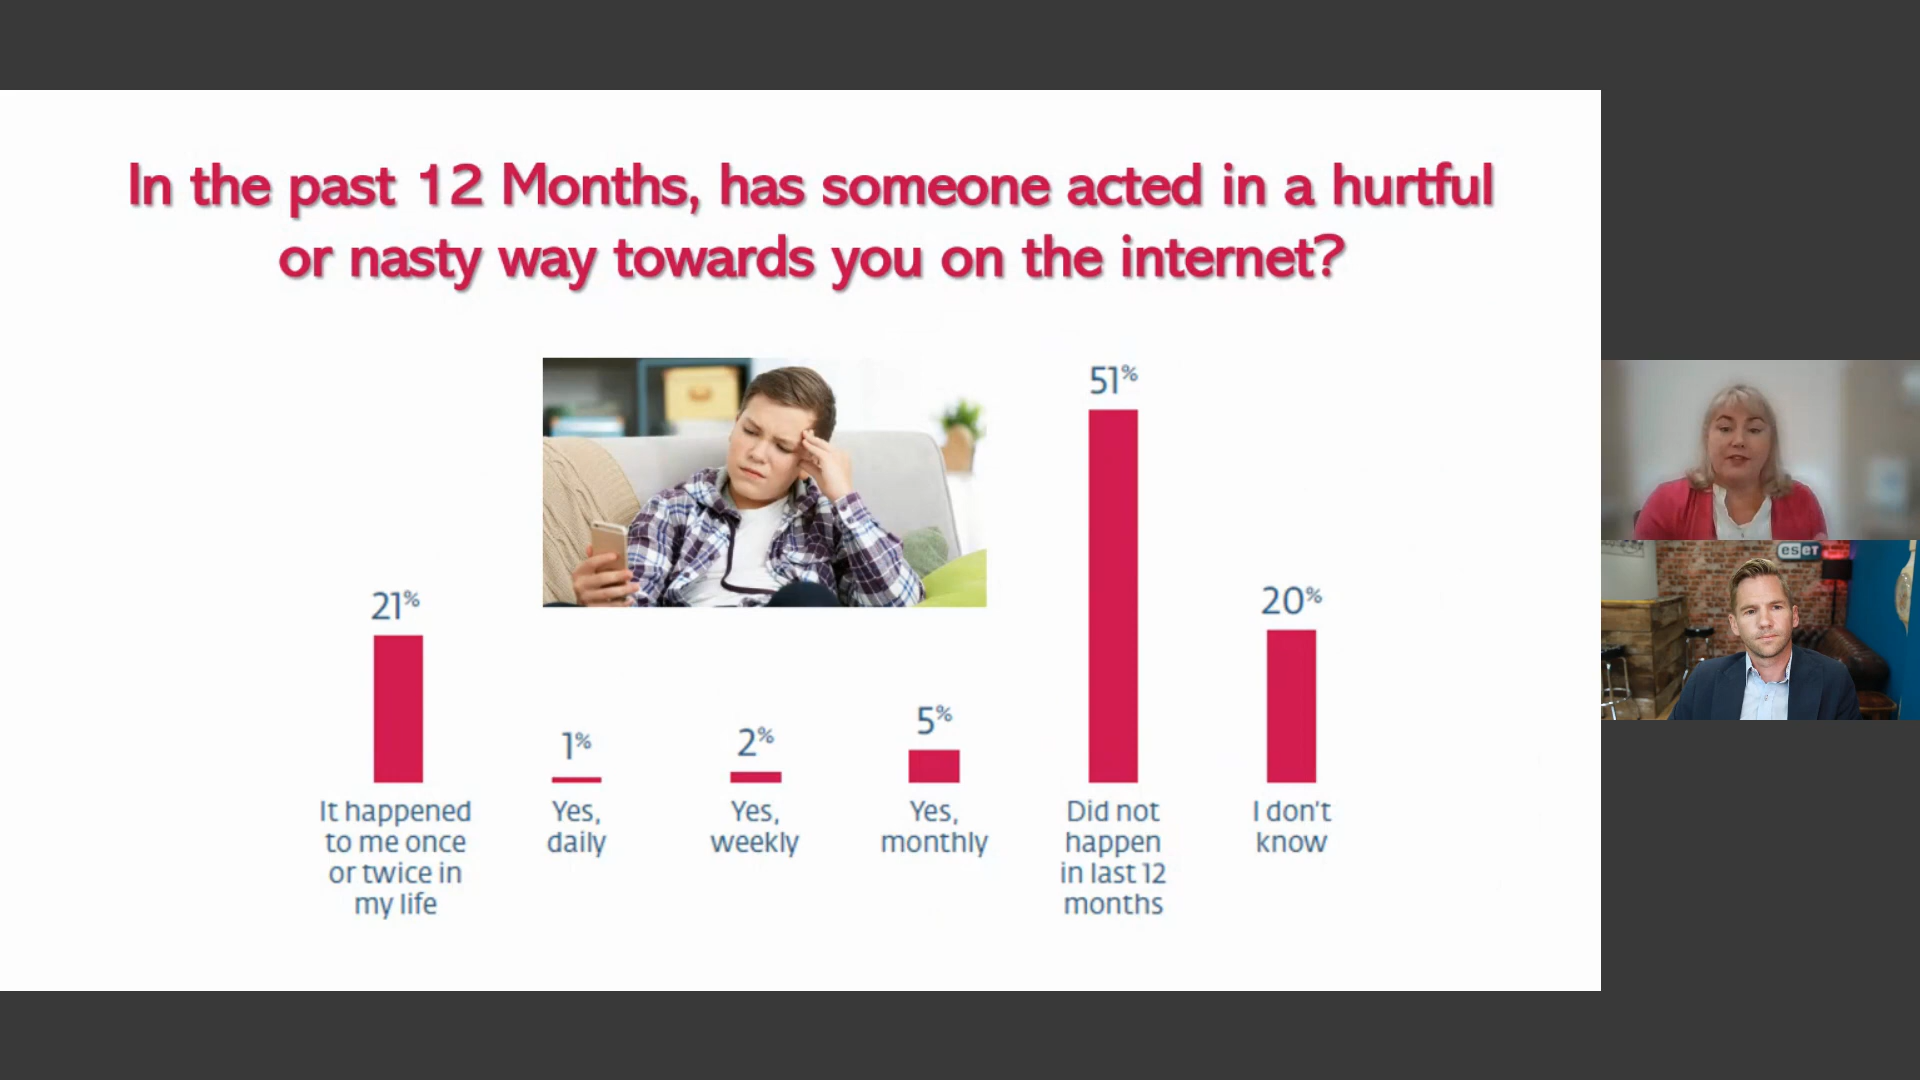 In the past 12 Months, has someone acted in a hurtful
or nasty way towards you on the internet?
21%
1%
2%
5%
51%
20%
It happened
to me once
or twice in
my life
Yes,
daily
Yes,
weekly
Yes,
monthly
Did not
happen
in last 12
months
I don't
know
eset